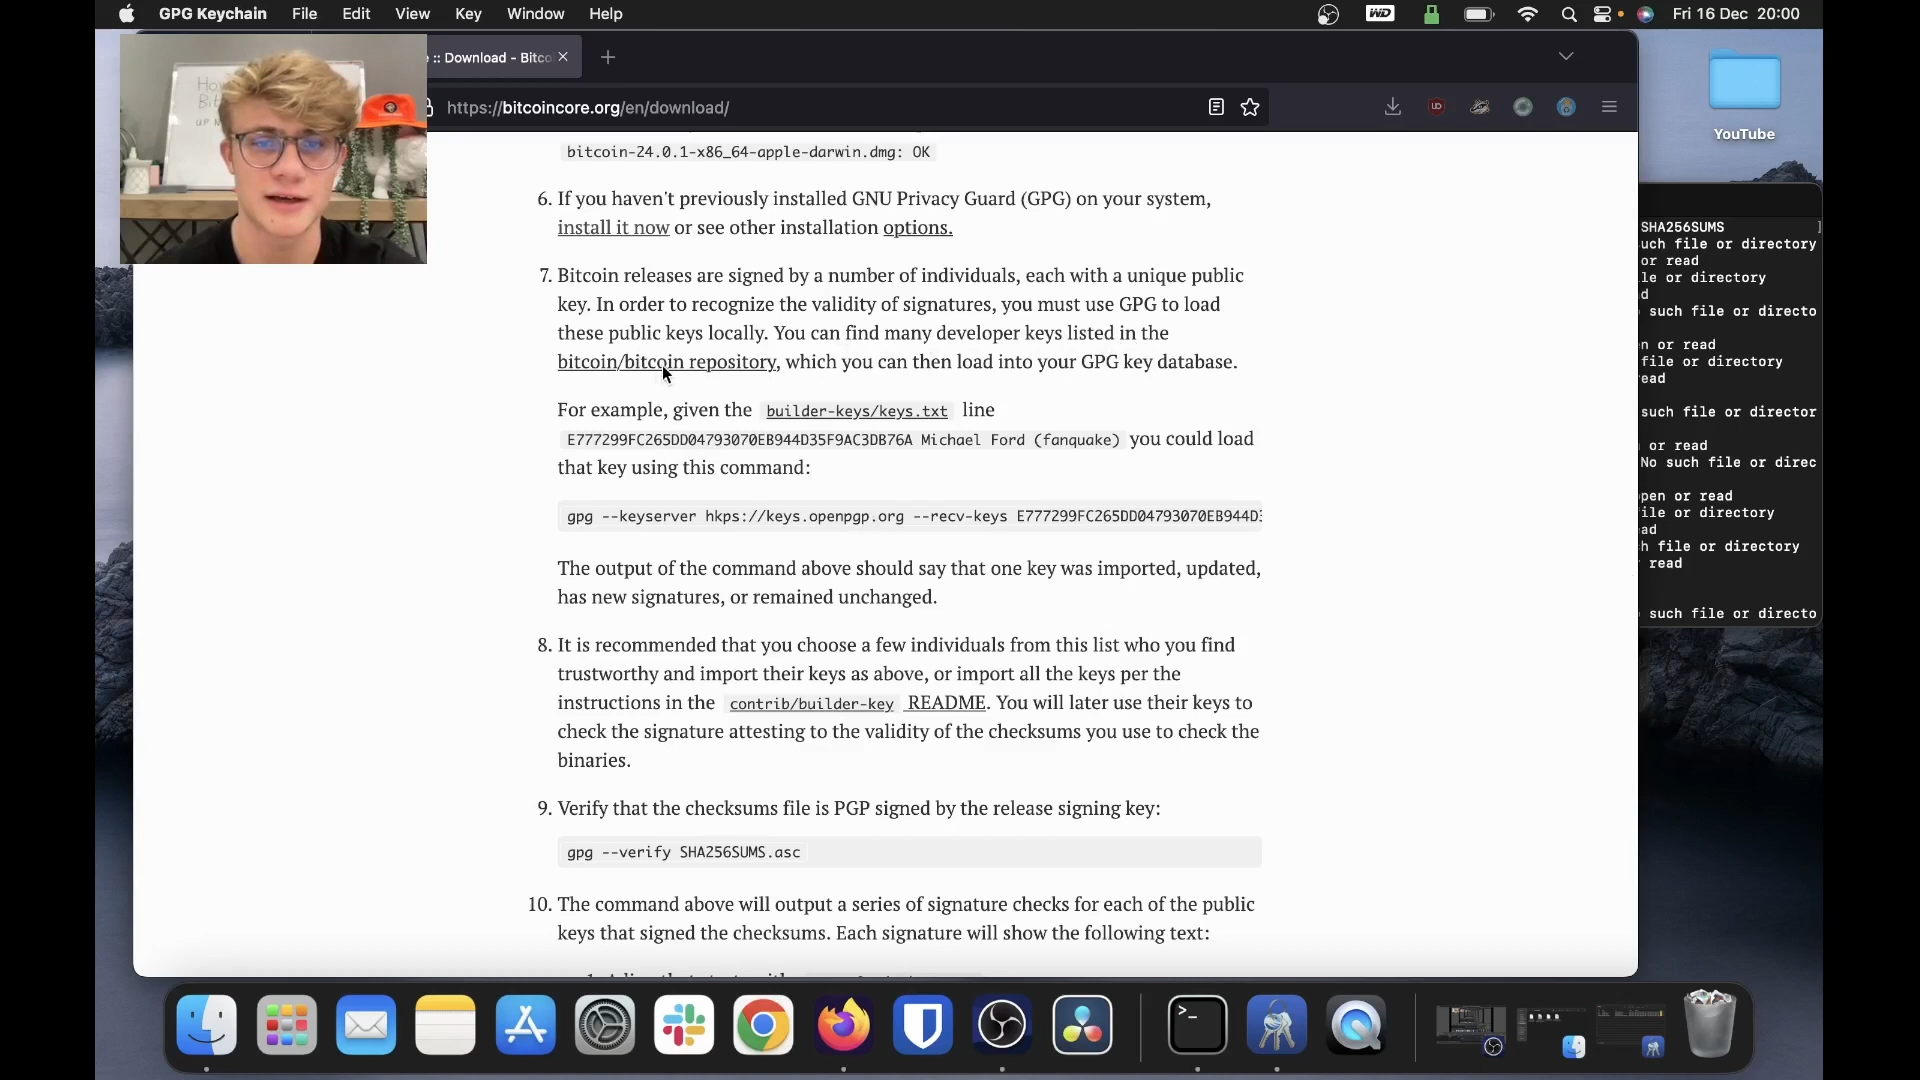 GPG Keychain File Edit View Key Window Help
WD
Fri 16 Dec 20:00
:: Download - Bitco
https://bitcoincore.org/en/download/
YouTube
bitcoin-24.0.1-x86_64-apple-darwin.dmg: OK
6. If you haven't previously installed GNU Privacy Guard (GPG) on your system,
install it now or see other installation options.
7. Bitcoin releases are signed by a number of individuals, each with a unique public
key. In order to recognize the validity of signatures, you must use GPG to load
these public keys locally. You can find many developer keys listed in the
bitcoin/bitcoin repository, which you can then load into your GPG key database.
For example, given the builder-keys/keys.txt line
E777299FC265DD04793070EB944D35F9AC3DB76A Michael Ford (fanquake) you could load
that key using this command:
gpg --keyserver hkps://keys.openpgp.org --recv-keys E777299FC265DD04793070EB944D3
The output of the command above should say that one key was imported, updated,
has new signatures, or remained unchanged.
8. It is recommended that you choose a few individuals from this list who you find
trustworthy and import their keys as above, or import all the keys per the
instructions in the contrib/builder-key README. You will later use their keys to
check the signature attesting to the validity of the checksums you use to check the
binaries.
9. Verify that the checksums file is PGP signed by the release signing key:
gpg --verify SHA256SUMS.asc
10. The command above will output a series of signature checks for each of the public
keys that signed the checksums. Each signature will show the following text:
SHA256SUMS ]
uch file or directory
or read
le or directory
d
such file or directo
n or read
file or directory
ead
such file or director
or read
No such file or direc
pen or read
ile or directory
ad
h file or directory
read
such file or directo